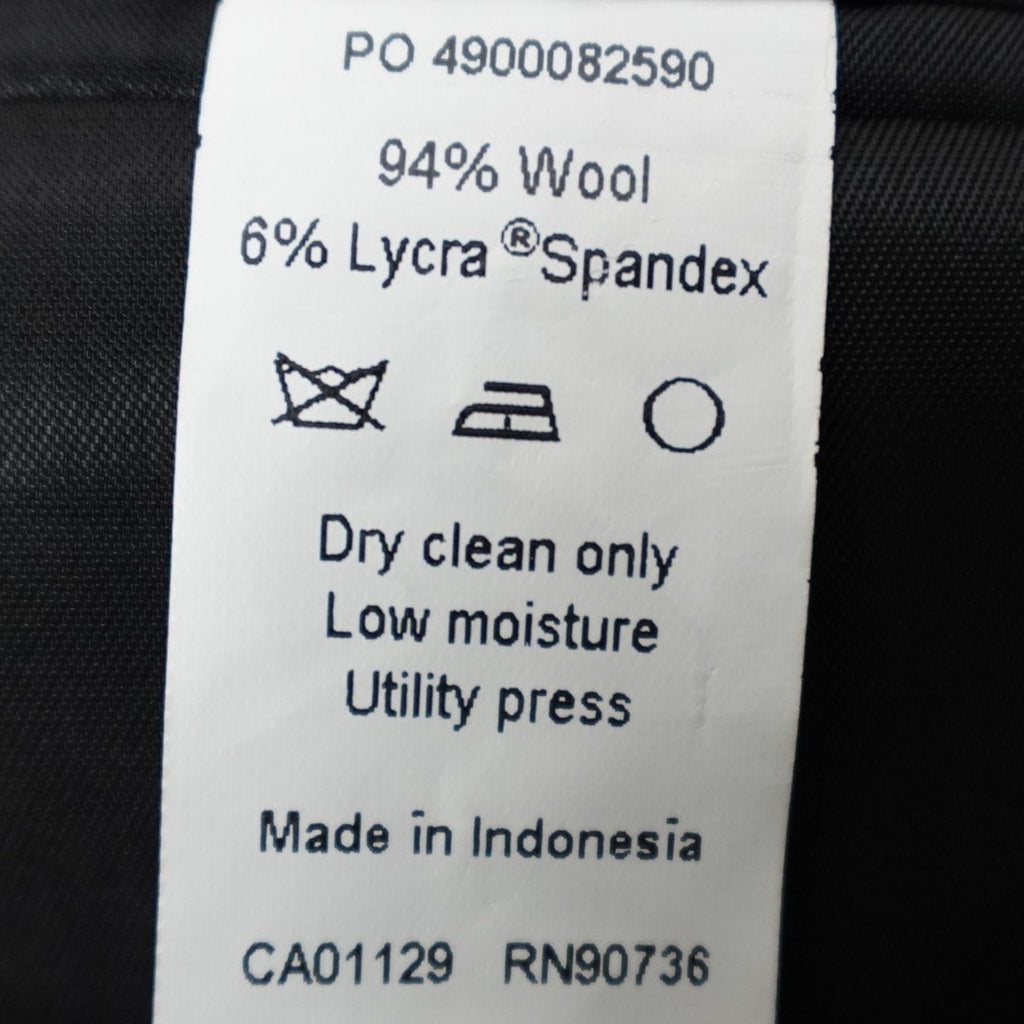 PO 4900082590
94% Wool
6% Lycra ® Spandex
Dry clean only
Low moisture
Utility press
Made in Indonesia
CA01129 RN90736